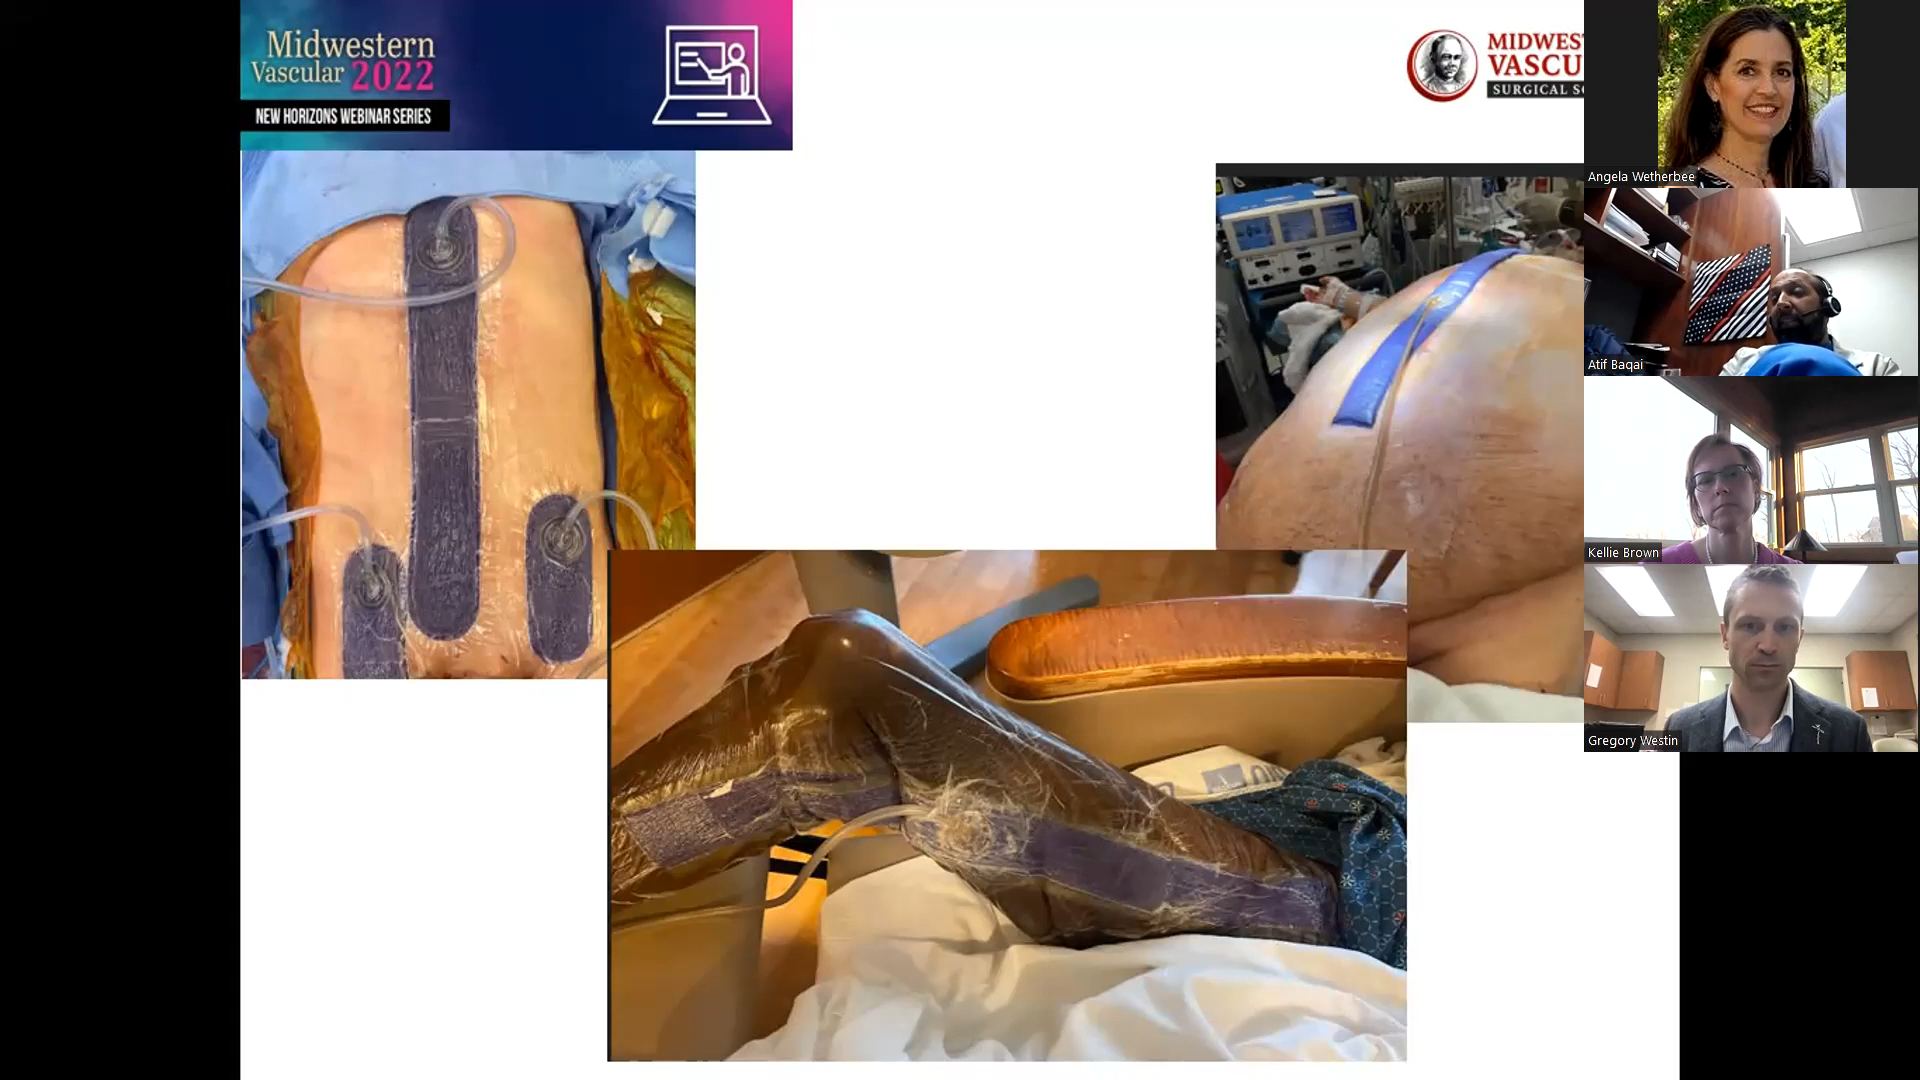 Midwestern
Vascular 2022
NEW HORIZONS WEBINAR SERIES
MIDWES
VASCU
SURGICAL S
Angela Wetherbee
Atif Baqai
Kellie Brown
Gregory Westin